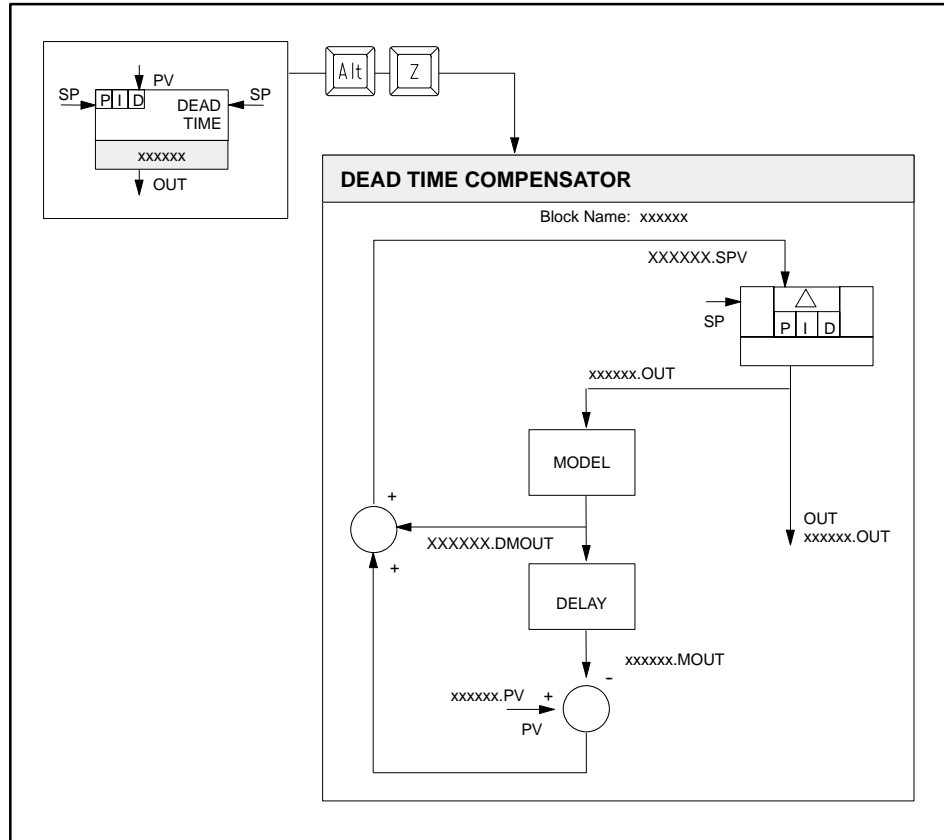 PV
SP
P I D
SP
DEAD
TIME
xxxxxx
OUT
Alt
Z
DEAD TIME COMPENSATOR
Block Name: xxxxxx
XXXXXX.SPV
SP
P I D
xxxxxx.OUT
MODEL
+
XXXXXX.DMOUT
OUT
xxxxxx.OUT
+
DELAY
xxxxxx.MOUT
-
xxxxxx.PV +
PV